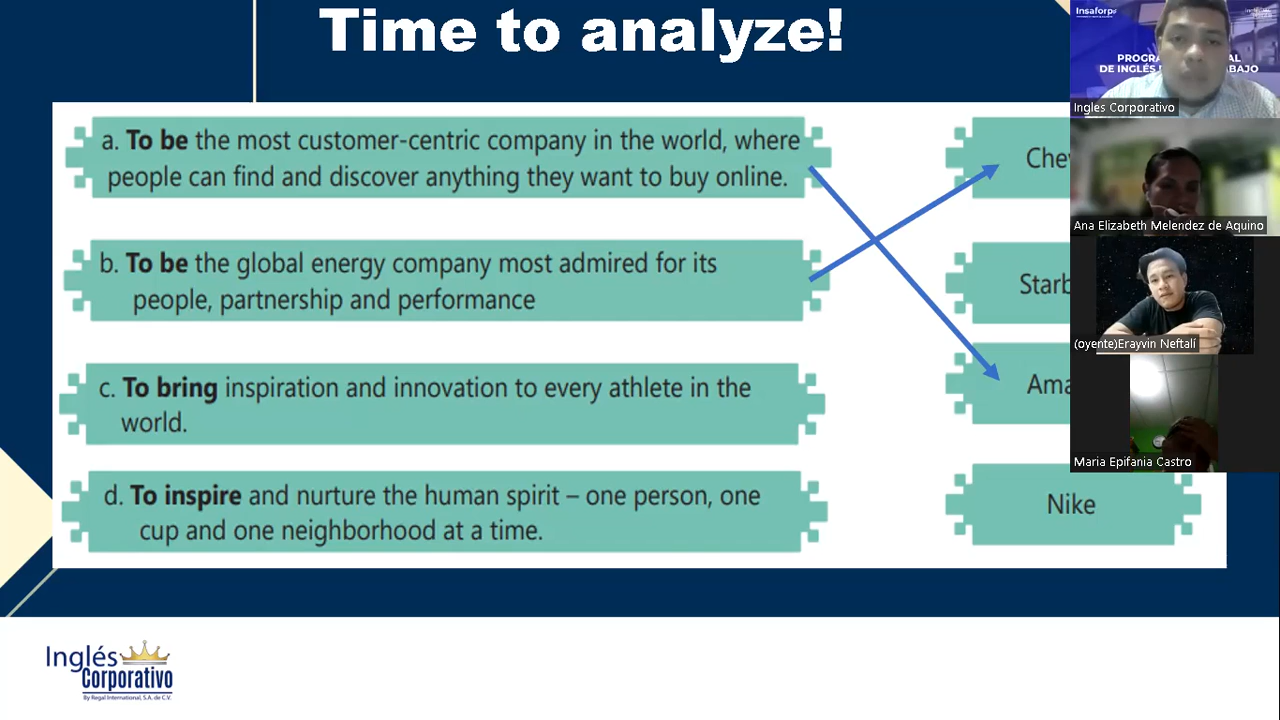 Time to analyze!
a. To be the most customer-centric company in the world, where
people can find and discover anything they want to buy online.
b. To be the global energy company most admired for its
people, partnership and performance
c. To bring inspiration and innovation to every athlete in the
world.
d. To inspire and nurture the human spirit – one person, one
cup and one neighborhood at a time.
Nike
Insaforp
Ingles Corporativo
Ana Elizabeth Melendez de Aquino
(oyente)Erayvin Neftalí
Maria Epifania Castro
Inglés
Corporativo
By Regal International, S.A. de C.V.